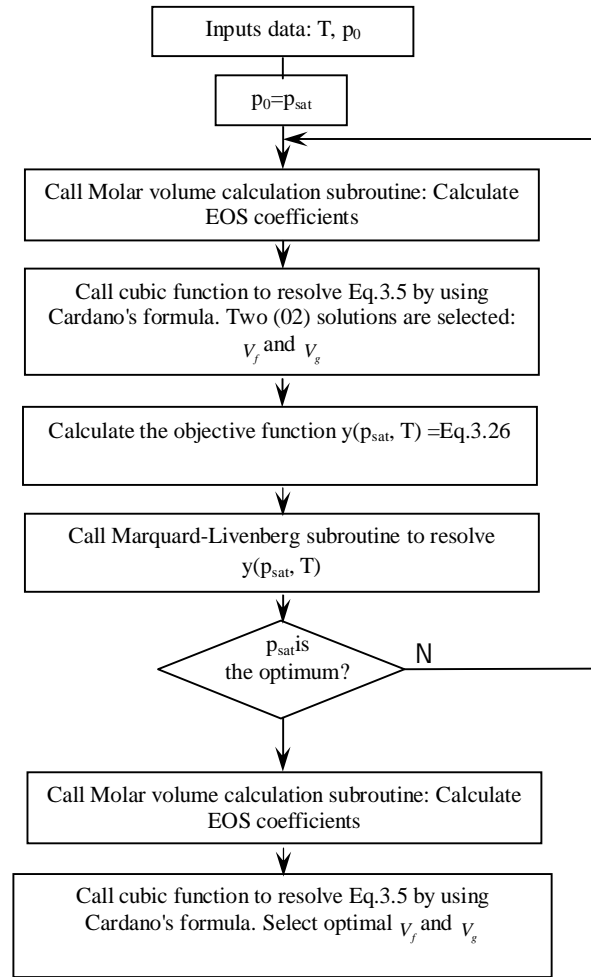 Inputs data: T, p0
p0=psat
Call Molar volume calculation subroutine: Calculate
EOS coefficients
Call cubic function to resolve Eq.3.5 by using
Cardano's formula. Two (02) solutions are selected:
Vf and Vg
Calculate the objective function y(psat, T) =Eq.3.26
Call Marquard-Livenberg subroutine to resolve
y(psat, T)
psatis
the optimum?
N
Call Molar volume calculation subroutine: Calculate
EOS coefficients
Call cubic function to resolve Eq.3.5 by using
Cardano's formula. Select optimal Vf and Vg